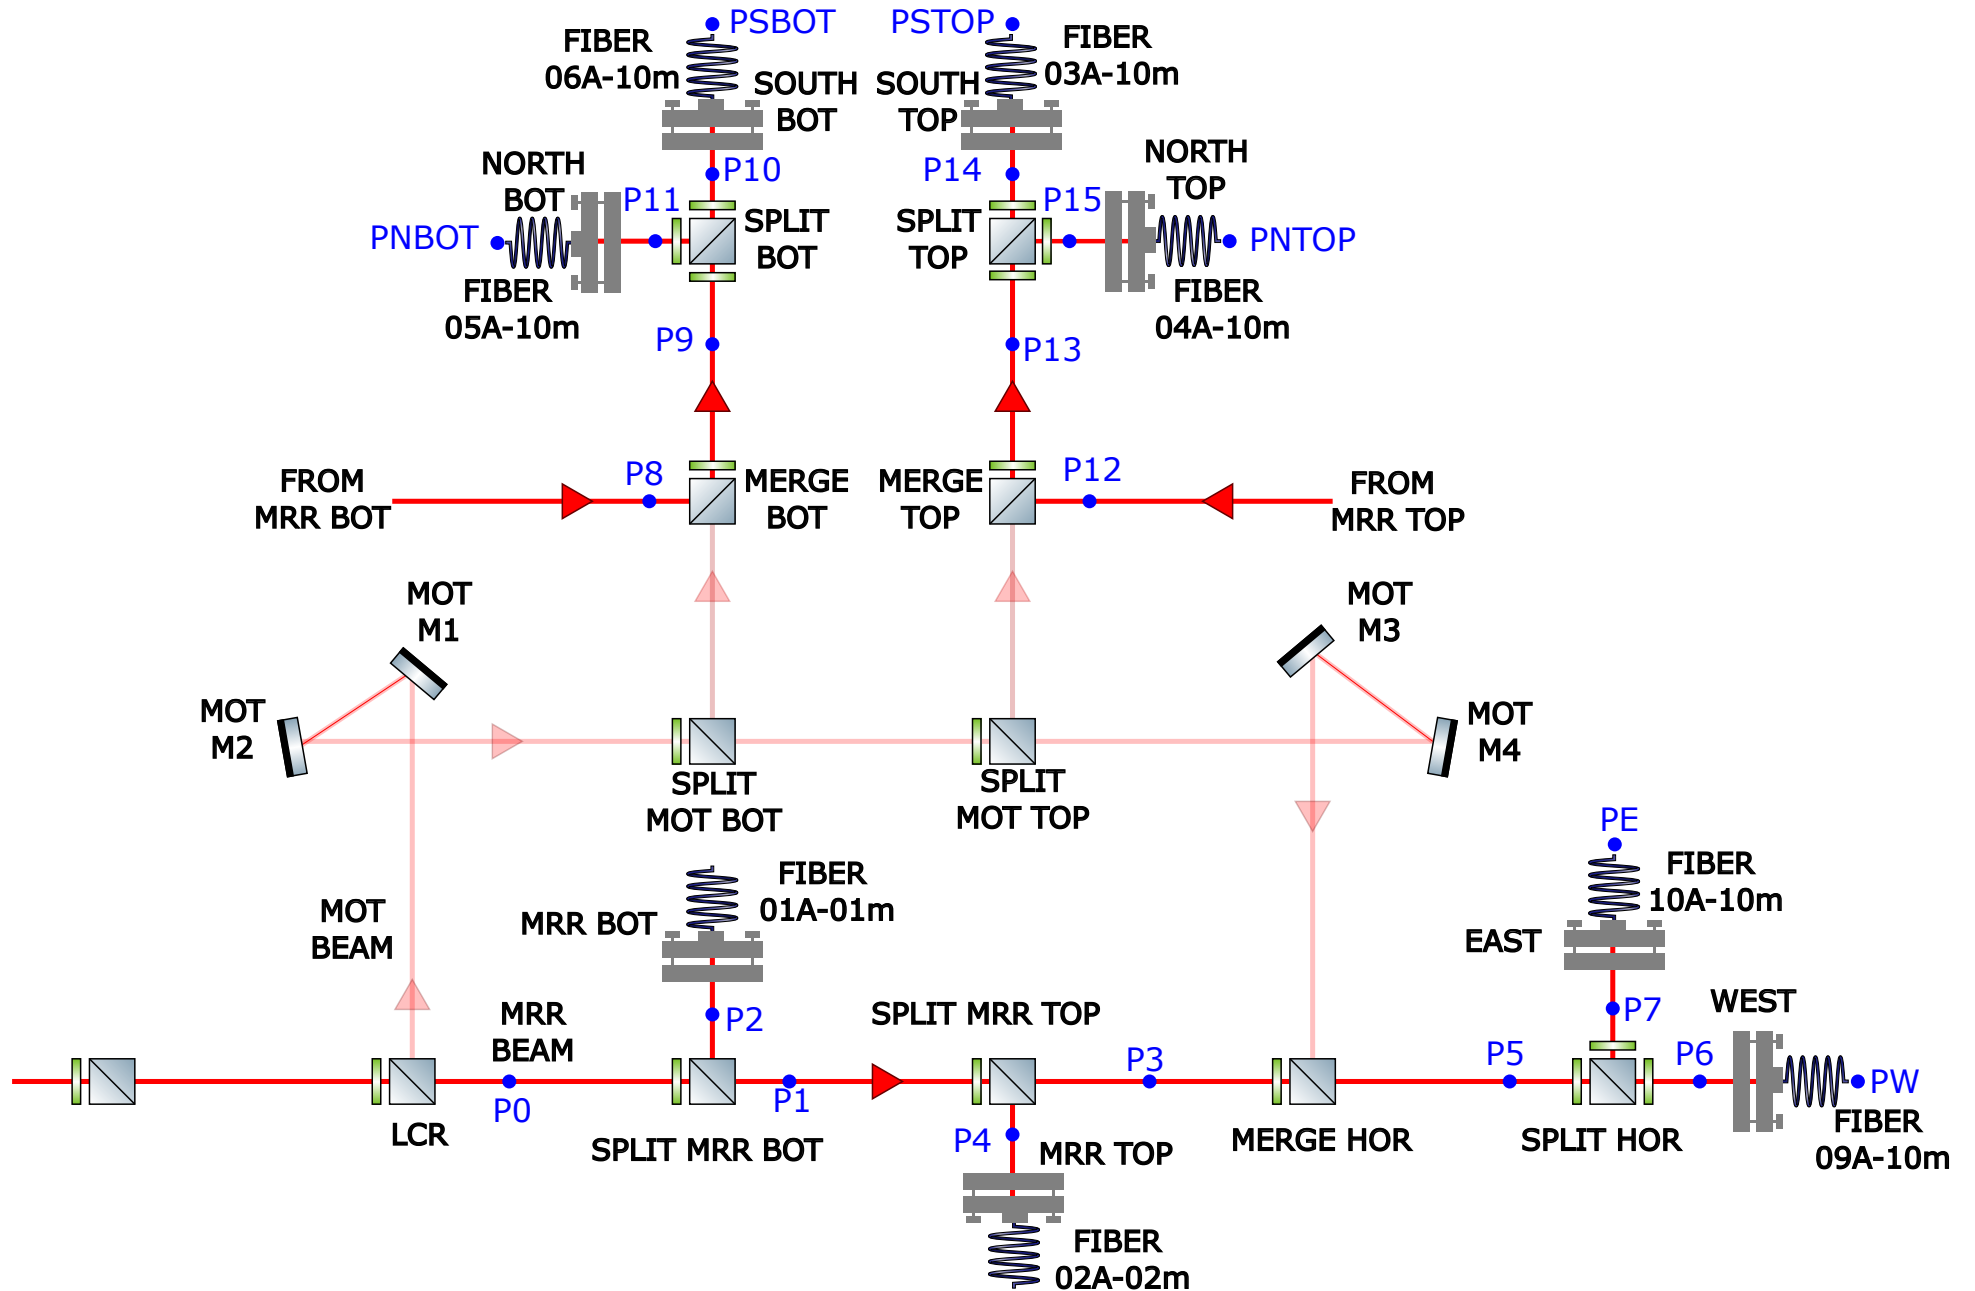 PSBOT
PSTOP
FIBER
06A-10m
FIBER
03A-10m
SOUTH
BOT
SOUTH
TOP
NORTH
BOT
P10
P14
NORTH
TOP
P11
P15
SPLIT
BOT
SPLIT
TOP
PNBOT
PNTOP
FIBER
05A-10m
FIBER
04A-10m
P9
P13
FROM
MRR BOT
P8
MERGE
BOT
MERGE
TOP
P12
FROM
MRR TOP
MOT
M1
MOT
M3
MOT
M2
MOT
M4
SPLIT
MOT BOT
SPLIT
MOT TOP
PE
FIBER
01A-01m
FIBER
10A-10m
MRR BOT
MOT
BEAM
EAST
MRR
BEAM
P2
SPLIT MRR TOP
P7
WEST
P0
P1
P3
P5
P6
PW
LCR
SPLIT MRR BOT
P4
MRR TOP
MERGE HOR
SPLIT HOR
FIBER
09A-10m
FIBER
02A-02m